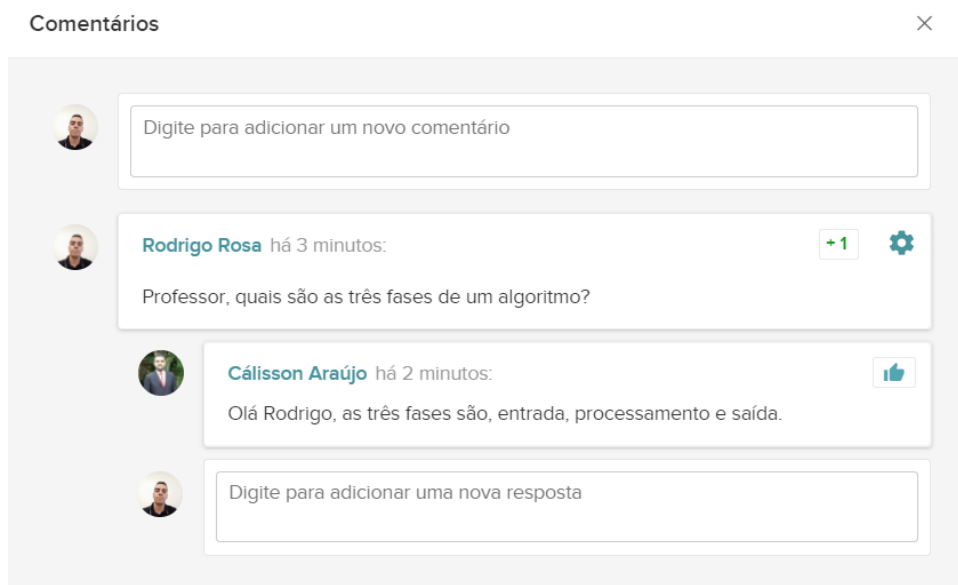 Comentários
Digite para adicionar um novo comentário
Rodrigo Rosa há 3 minutos:
+ 1
Professor, quais são as três fases de um algoritmo?
Cálisson Araújo há 2 minutos:
Olá Rodrigo, as três fases são, entrada, processamento e saída.
Digite para adicionar uma nova resposta